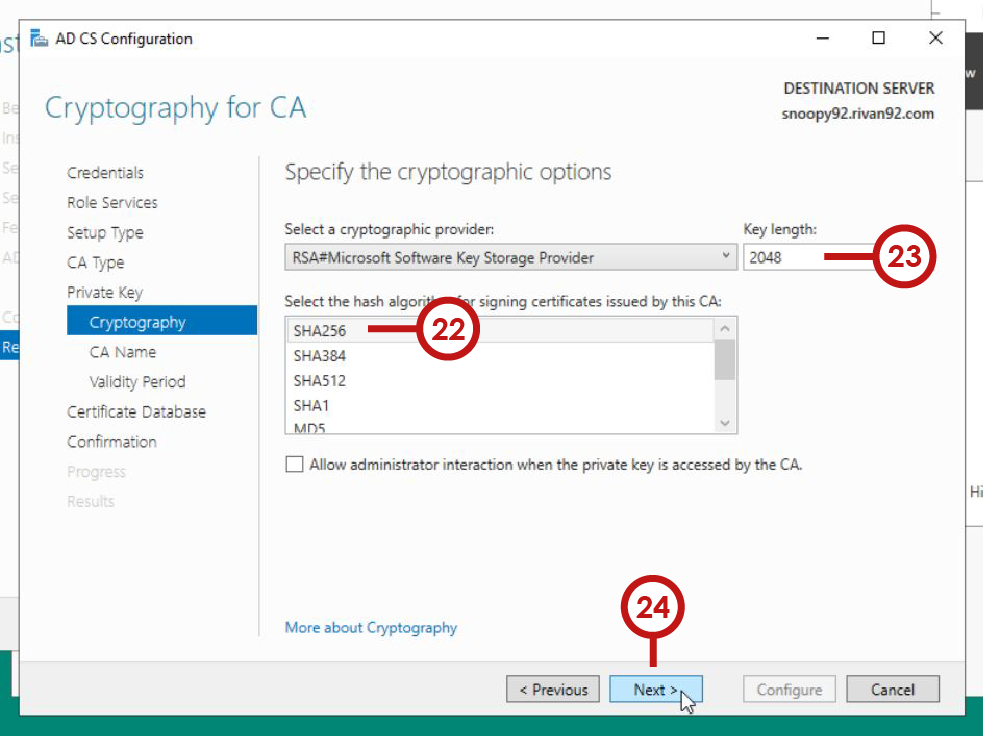 AD CS Configuration
DESTINATION SERVER
snoopy92.rivan92.com
Cryptography for CA
Credentials
Role Services
Setup Type
CA Type
Private Key
Cryptography
CA Name
Validity Period
Certificate Database
Confirmation
Progress
Results
Specify the cryptographic options
Select a cryptographic provider:
Key length:
RSA#Microsoft Software Key Storage Provider
2048
23
Select the hash algorithm for signing certificates issued by this CA:
SHA256
22
SHA384
SHA512
SHA1
MD5
Allow administrator interaction when the private key is accessed by the CA.
More about Cryptography
24
< Previous
Next >
Configure
Cancel